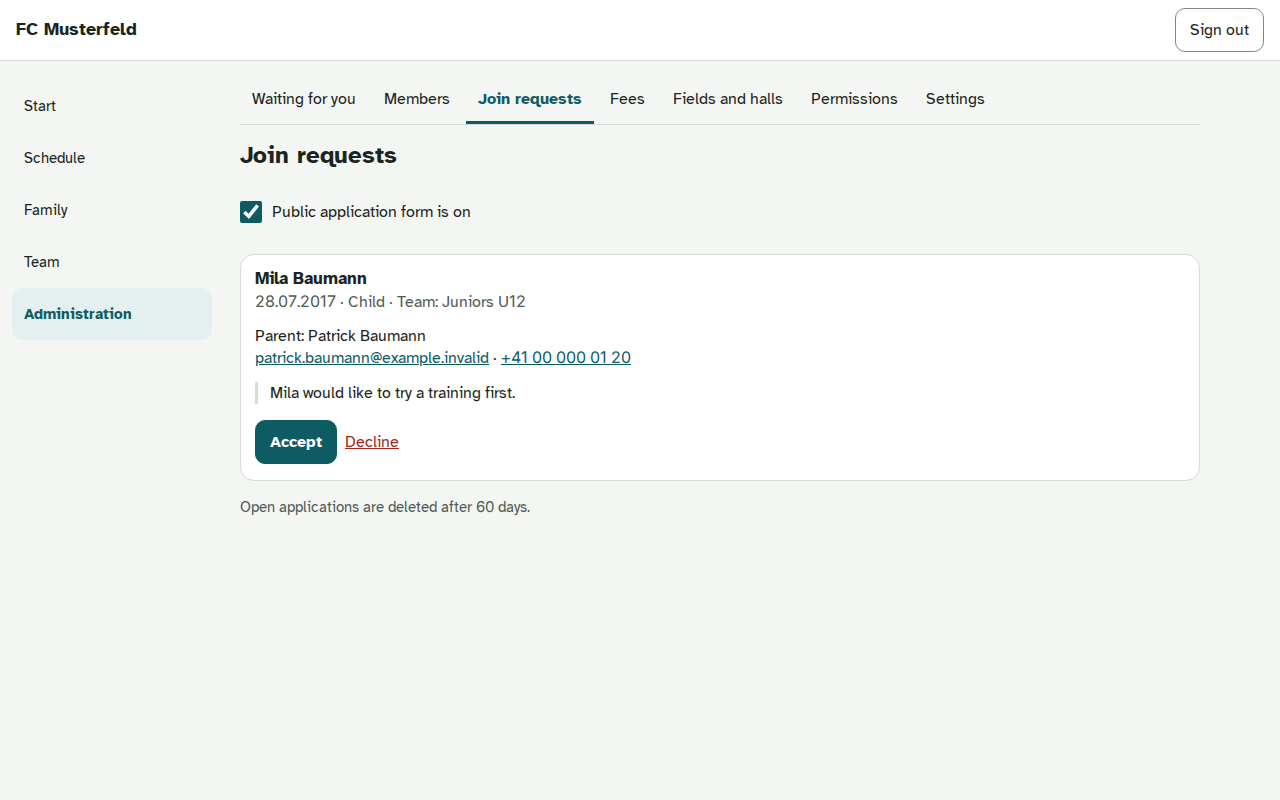 FC Musterfeld
Sign out
Start
Schedule
Family
Team
Administration
Waiting for you
Members
Join requests
Fees
Fields and halls
Permissions
Settings
Join requests
Public application form is on
Mila Baumann
28.07.2017 · Child · Team: Juniors U12
Parent: Patrick Baumann
patrick.baumann@example.invalid · +41 00 000 01 20
Mila would like to try a training first.
Accept
Decline
Open applications are deleted after 60 days.